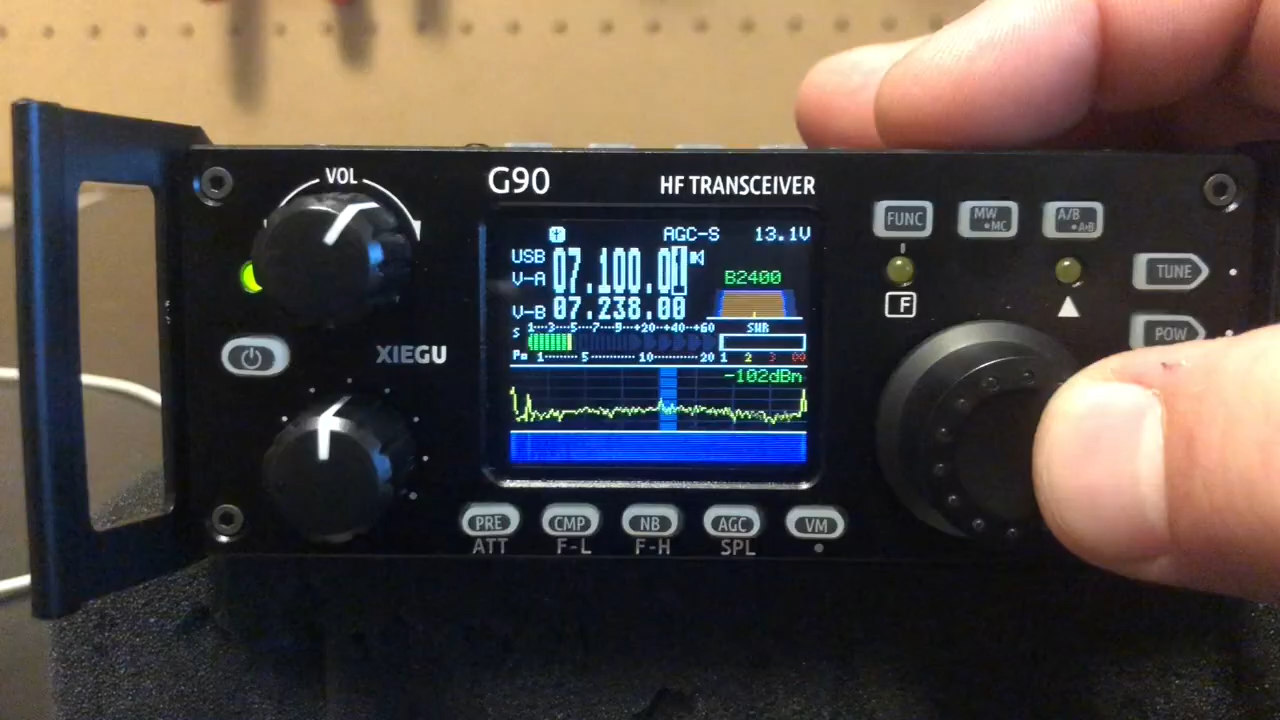 VOL
G90
HF TRANSCEIVER
FUNC
MW
•MC
A/B
•A=B
TUNE
F
POW
XIEGU
AGC-S 13.1V
USB
V-A
07.100.01
B2400
V-B 07.238.00
S 1--3--5--7--9--+20--+40--+60 SWR
Po 1 5 10 20 1 2 3
-102dBm
PRE CMP NB AGC VM
ATT F-L F-H SPL